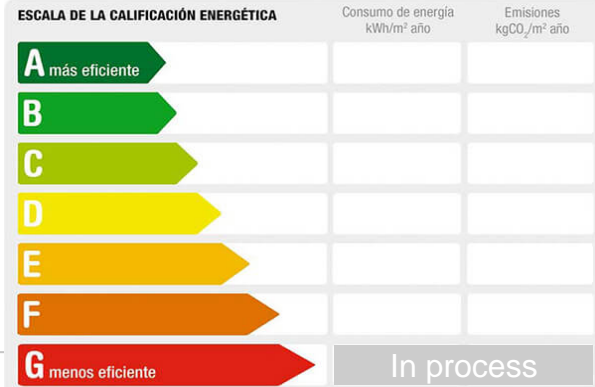 ESCALA DE LA CALIFICACIÓN ENERGÉTICA
Consumo de energía
kWh/m² año
Emisiones
kgCO₂/m² año
A más eficiente
B
C
D
E
F
G menos eficiente
In process